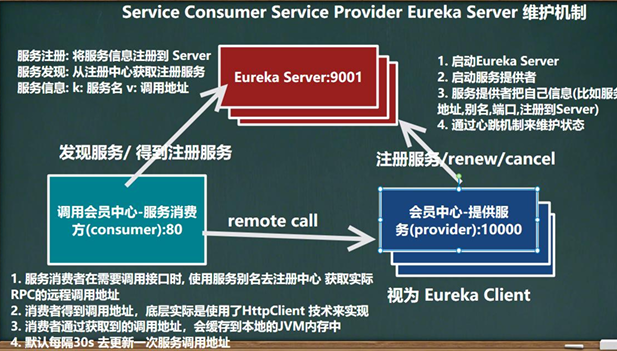 Service Consumer Service Provider Eureka Server 维护机制
服务注册: 将服务信息注册到 Server
服务发现: 从注册中心获取注册服务
服务信息: k: 服务名 v: 调用地址
Eureka Server:9001
1. 启动Eureka Server
2. 启动服务提供者
3. 服务提供者把自己信息(比如服务
地址,别名,端口,注册到Server)
4. 通过心跳机制来维护状态
发现服务/ 得到注册服务
注册服务/renew/cancel
调用会员中心-服务消费
方(consumer):80
remote call
会员中心-提供服
务(provider):10000
视为 Eureka Client
1. 服务消费者在需要调用接口时, 使用服务别名去注册中心 获取实际
RPC的远程调用地址
2. 消费者得到调用地址，底层实际是使用了HttpClient 技术来实现
3. 消费者通过获取到的调用地址，会缓存到本地的JVM内存中
4. 默认每隔30s 去更新一次服务调用地址